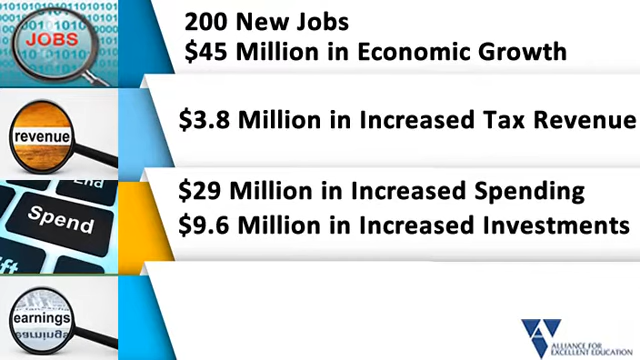 JOBS
200 New Jobs
$45 Million in Economic Growth
revenue
$3.8 Million in Increased Tax Revenue
End
Spend
$29 Million in Increased Spending
$9.6 Million in Increased Investments
earnings
ALLIANCE FOR
EXCELLENT EDUCATION